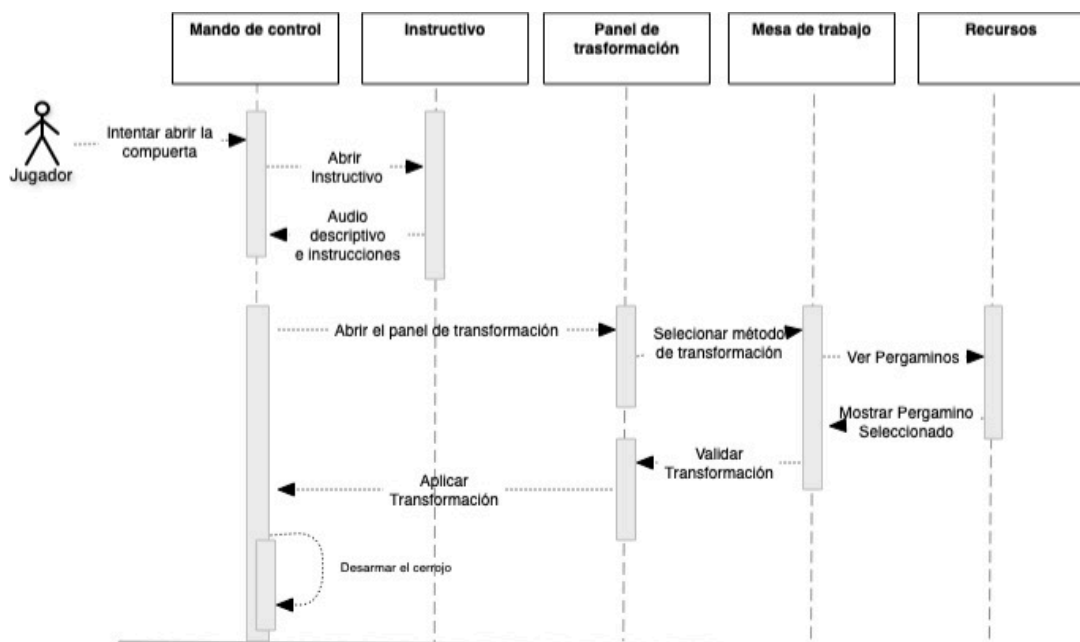 Mando de control
Instructivo
Panel de
trasformación
Mesa de trabajo
Recursos
Jugador
Intentar abrir la
compuerta
Abrir
Instructivo
Audio
descriptivo
e instrucciones
Abrir el panel de transformación
Selecionar método
de transformación
Ver Pergaminos
Mostrar Pergamino
Seleccionado
Validar
Transformación
Aplicar
Transformación
Desarmar el cerrojo